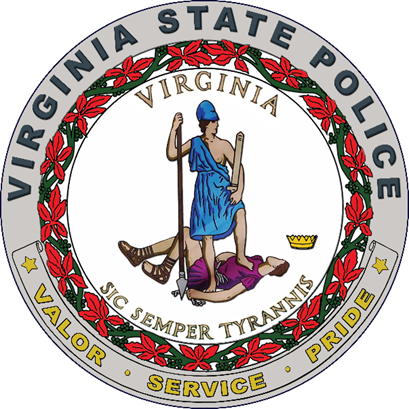 VIRGINIA STATE POLICE
VIRGINIA
SIC SEMPER TYRANNIS
VALOR · SERVICE · PRIDE